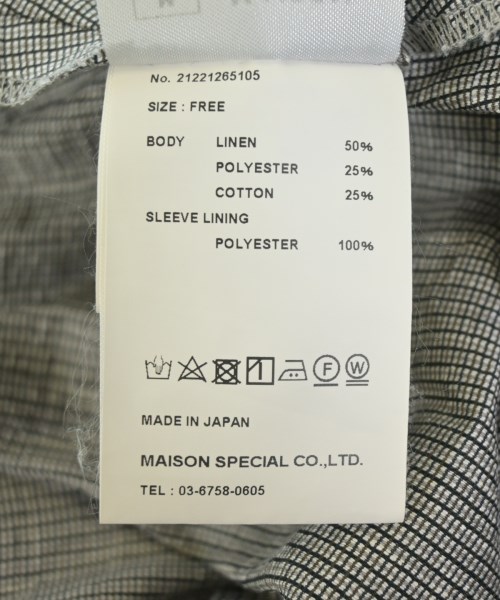 No. 21221265105
SIZE : FREE
BODY LINEN 50%
POLYESTER 25%
COTTON 25%
SLEEVE LINING
POLYESTER 100%
F W
MADE IN JAPAN
MAISON SPECIAL CO.,LTD.
TEL : 03-6758-0605